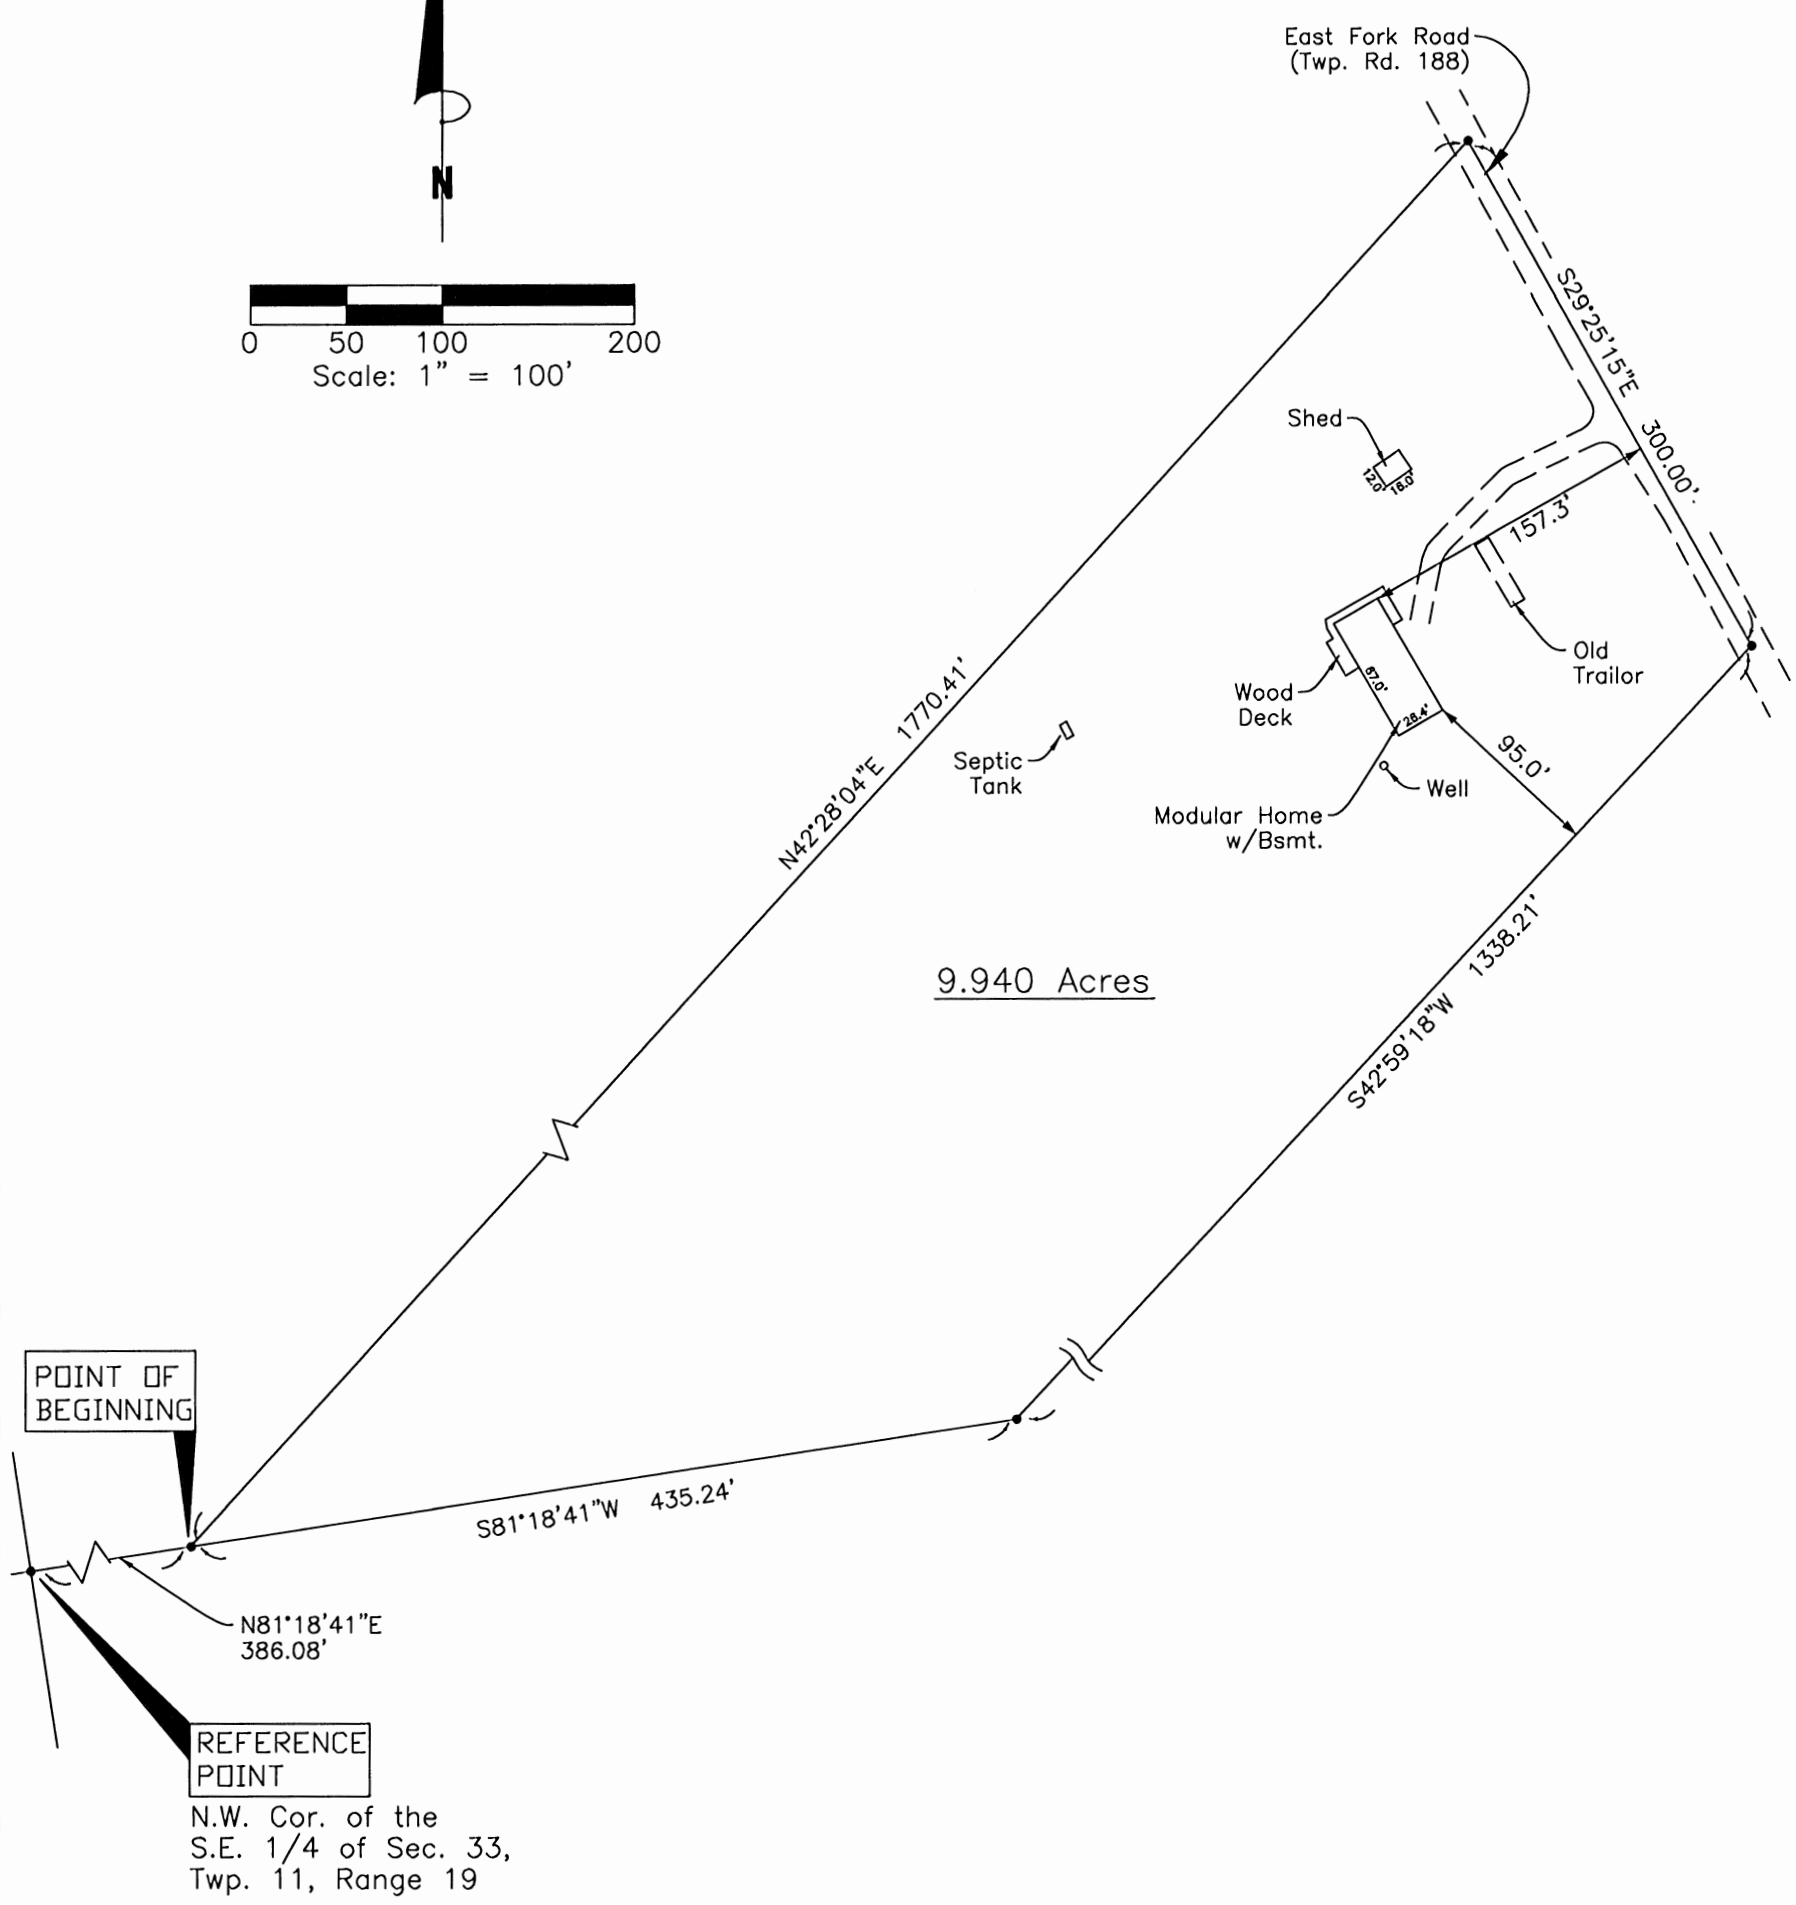 East Fork Road
(Twp. Rd. 188)
N
0 50 100 200
Scale: 1" = 100'
S29°25'15"E 300.00'
Shed
12.0'
16.0'
157.3'
Old
Trailor
Wood
Deck
67.0'
28.4'
N42°28'04"E 1770.41'
Septic
Tank
95.0'
Well
Modular Home
w/Bsmt.
9.940 Acres
S42°59'18"W 1338.21'
POINT OF
BEGINNING
S81°18'41"W 435.24'
N81°18'41"E
386.08'
REFERENCE
POINT
N.W. Cor. of the
S.E. 1/4 of Sec. 33,
Twp. 11, Range 19